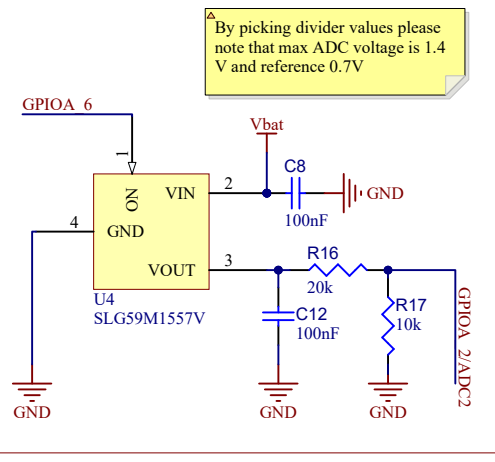 By picking divider values please
note that max ADC voltage is 1.4
V and reference 0.7V
GPIOA_6
Vbat
1
ON
C8
VIN
2
GND
100nF
4
GND
VOUT
3
R16
20k
U4
SLG59M1557V
C12
100nF
R17
10k
GPIOA_2/ADC2
GND
GND
GND